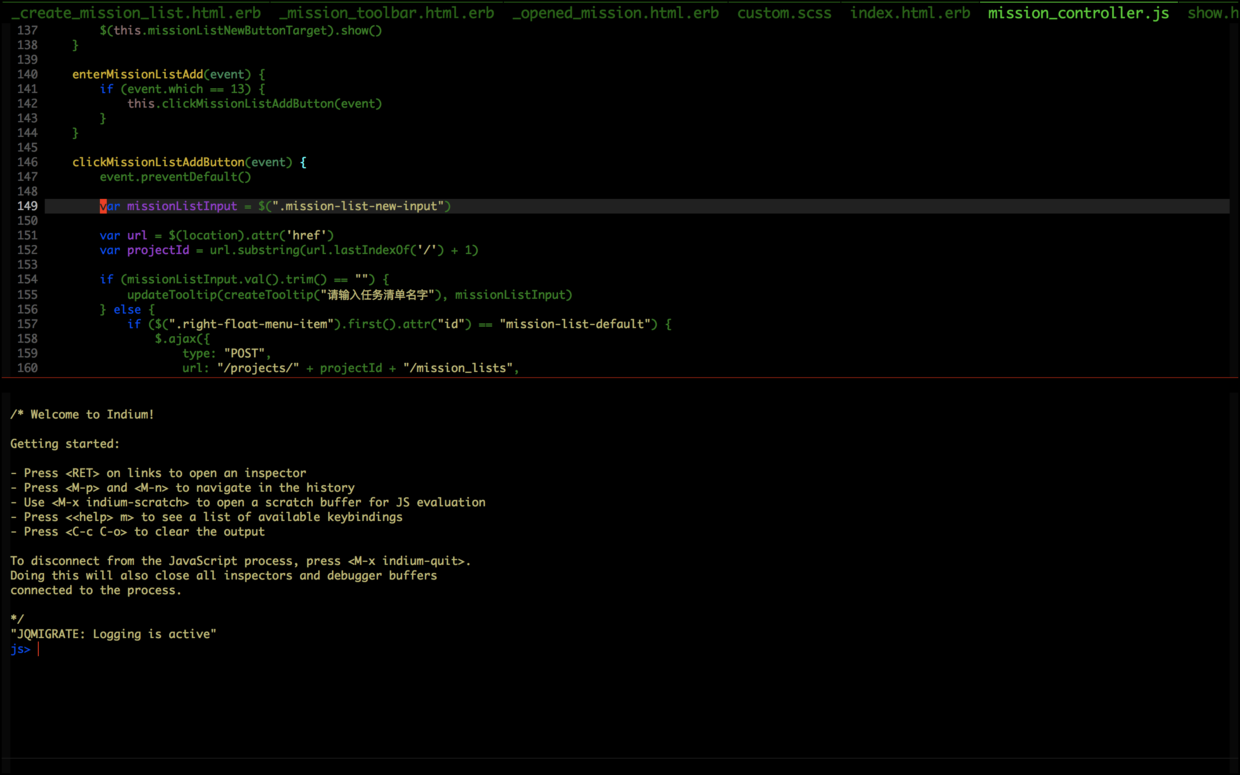 _create_mission_list.html.erb _mission_toolbar.html.erb _opened_mission.html.erb custom.scss index.html.erb mission_controller.js show.h
137 $(this.missionListNewButtonTarget).show()
138 }
139
140 enterMissionListAdd(event) {
141 if (event.which == 13) {
142 this.clickMissionListAddButton(event)
143 }
144 }
145
146 clickMissionListAddButton(event) {
147 event.preventDefault()
148
149 var missionListInput = $(".mission-list-new-input")
150
151 var url = $(location).attr('href')
152 var projectId = url.substring(url.lastIndexOf('/') + 1)
153
154 if (missionListInput.val().trim() == "") {
155 updateTooltip(createTooltip("请输入任务清单名字"), missionListInput)
156 } else {
157 if ($(".right-float-menu-item").first().attr("id") == "mission-list-default") {
158 $.ajax({
159 type: "POST",
160 url: "/projects/" + projectId + "/mission_lists",
/* Welcome to Indium!
Getting started:
- Press <RET> on links to open an inspector
- Press <M-p> and <M-n> to navigate in the history
- Use <M-x indium-scratch> to open a scratch buffer for JS evaluation
- Press <<help> m> to see a list of available keybindings
- Press <C-c C-o> to clear the output
To disconnect from the JavaScript process, press <M-x indium-quit>.
Doing this will also close all inspectors and debugger buffers
connected to the process.
*/
"JQMIGRATE: Logging is active"
js>